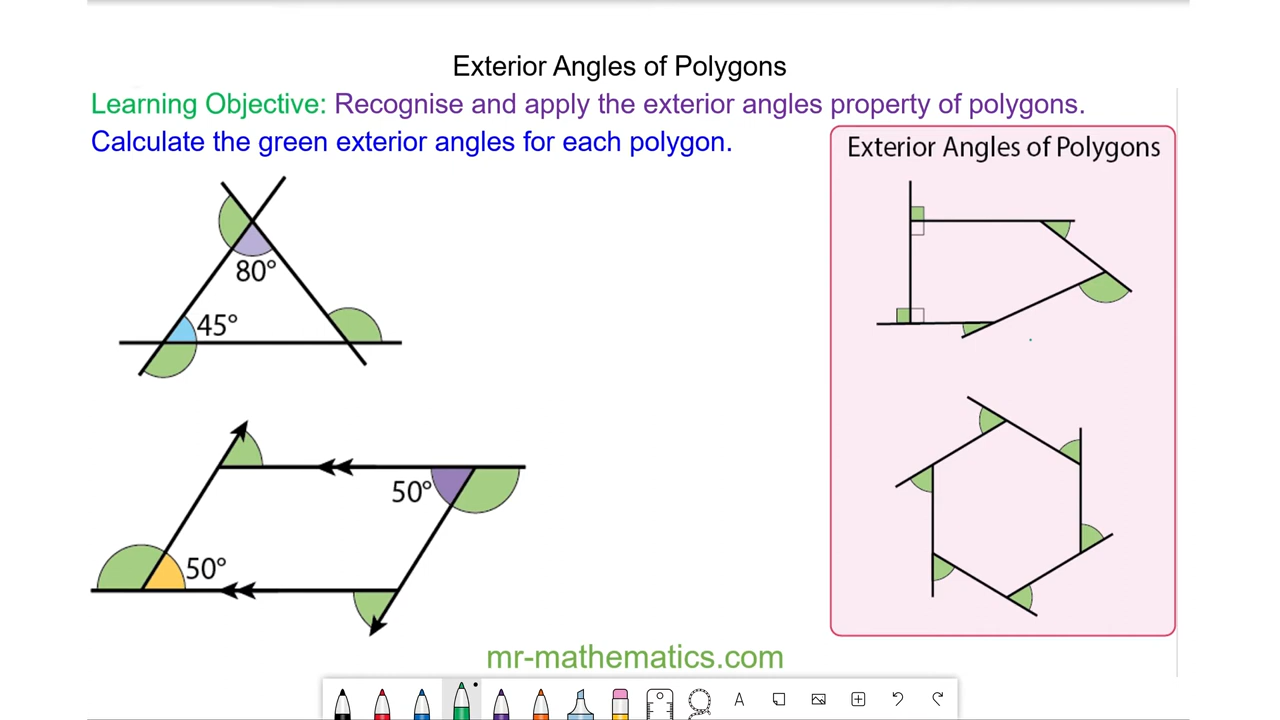 Exterior Angles of Polygons
Learning Objective: Recognise and apply the exterior angles property of polygons.
Calculate the green exterior angles for each polygon.
Exterior Angles of Polygons
80°
45°
50°
50°
mr-mathematics.com
A